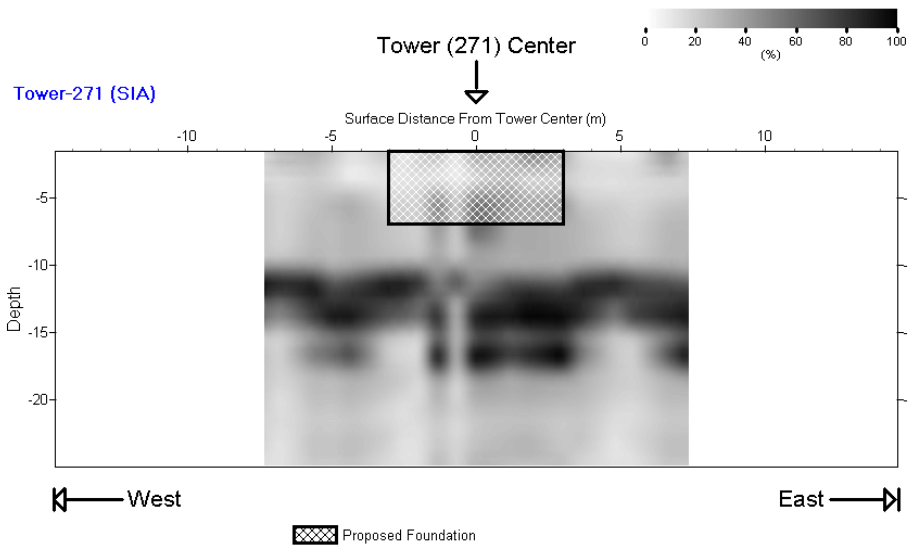 0 20 40 60 80 100
(%)
Tower (271) Center
Tower-271 (SIA)
Surface Distance From Tower Center (m)
-10 -5 0 5 10
-5
-10
-15
-20
Depth
West
East
Proposed Foundation